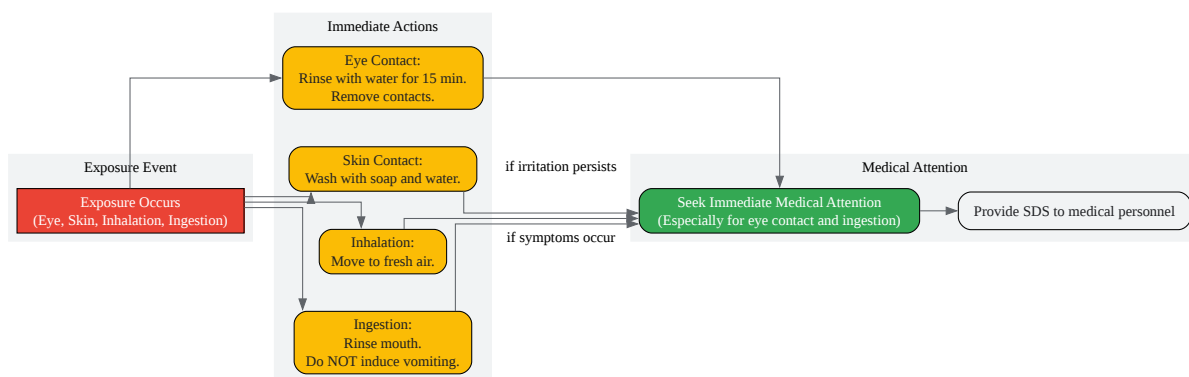 Immediate Actions
Eye Contact:
Rinse with water for 15 min.
Remove contacts.
Exposure Event
Exposure Occurs
(Eye, Skin, Inhalation, Ingestion)
Skin Contact:
Wash with soap and water.
Inhalation:
Move to fresh air.
Ingestion:
Rinse mouth.
Do NOT induce vomiting.
if irritation persists
if symptoms occur
Medical Attention
Seek Immediate Medical Attention
(Especially for eye contact and ingestion)
Provide SDS to medical personnel